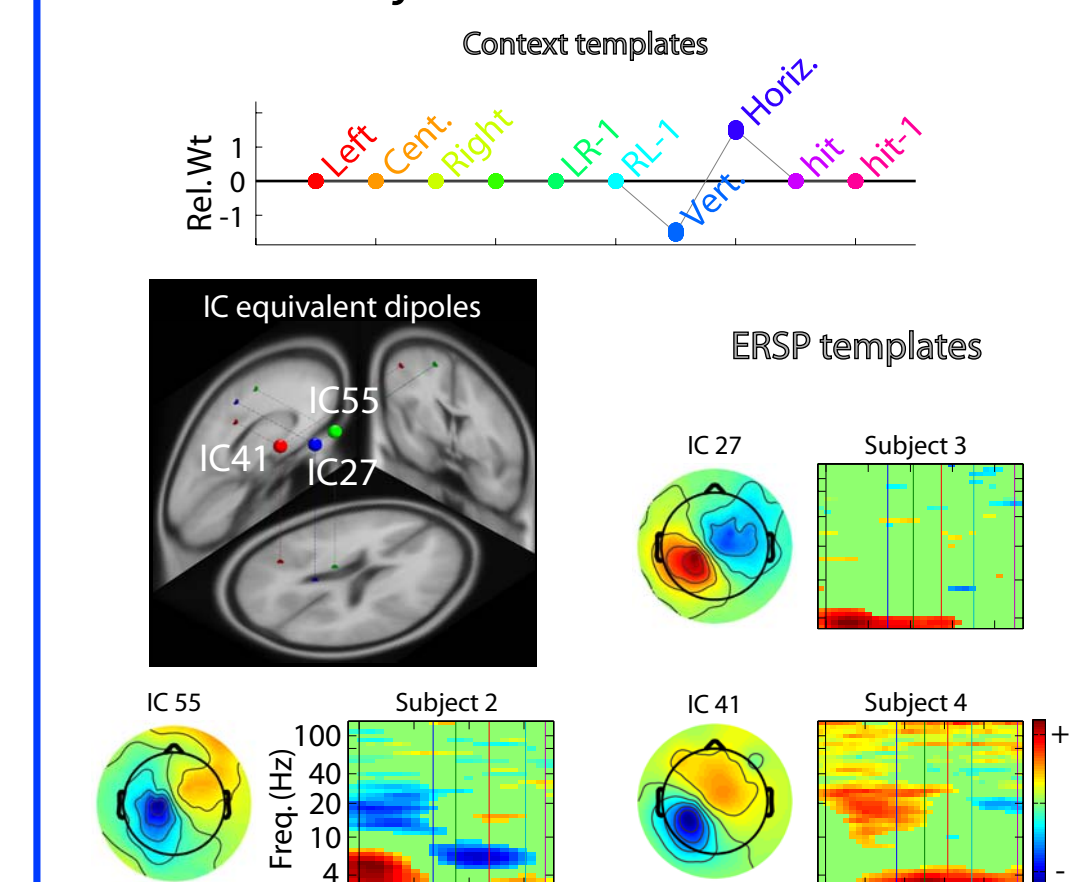 Context templates
Rel. Wt
1
0
-1
Left
Cent.
Right
LR-1
RL-1
Vert.
Horiz.
hit
hit-1
IC equivalent dipoles
IC55
IC41
IC27
ERSP templates
IC 27
Subject 3
IC 55
Subject 2
Freq. (Hz)
100
40
20
10
4
IC 41
Subject 4
+
-